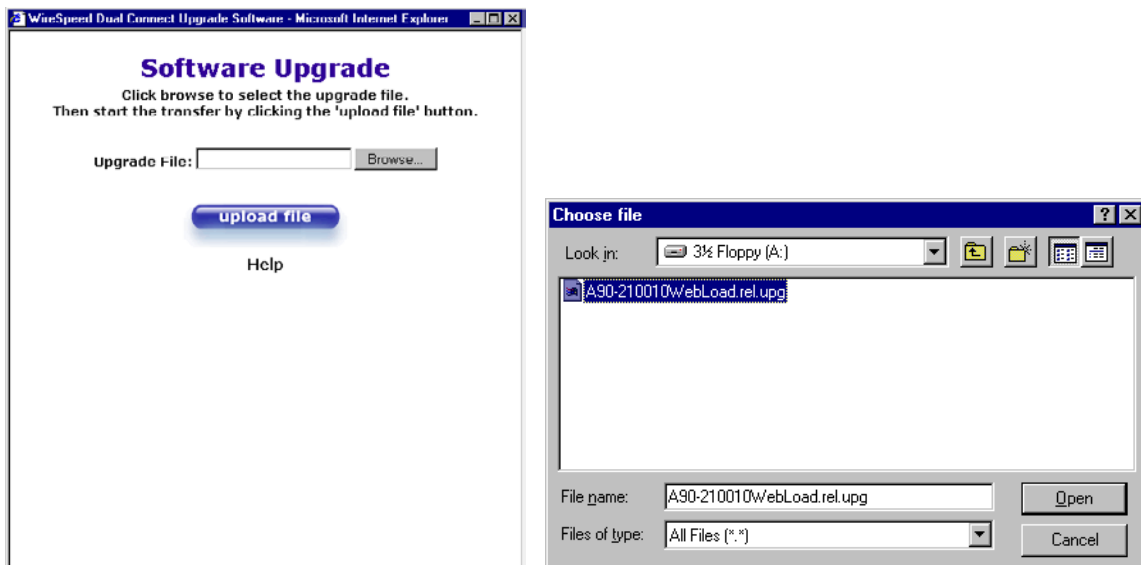 WireSpeed Dual Connect Upgrade Software - Microsoft Internet Explorer
Software Upgrade
Click browse to select the upgrade file.
Then start the transfer by clicking the 'upload file' button.
Upgrade File:
Browse...
upload file
Help
Choose file
Look in:
3½ Floppy (A:)
A90-210010WebLoad.rel.upg
File name:
A90-210010WebLoad.rel.upg
Open
Files of type:
All Files (*.*)
Cancel